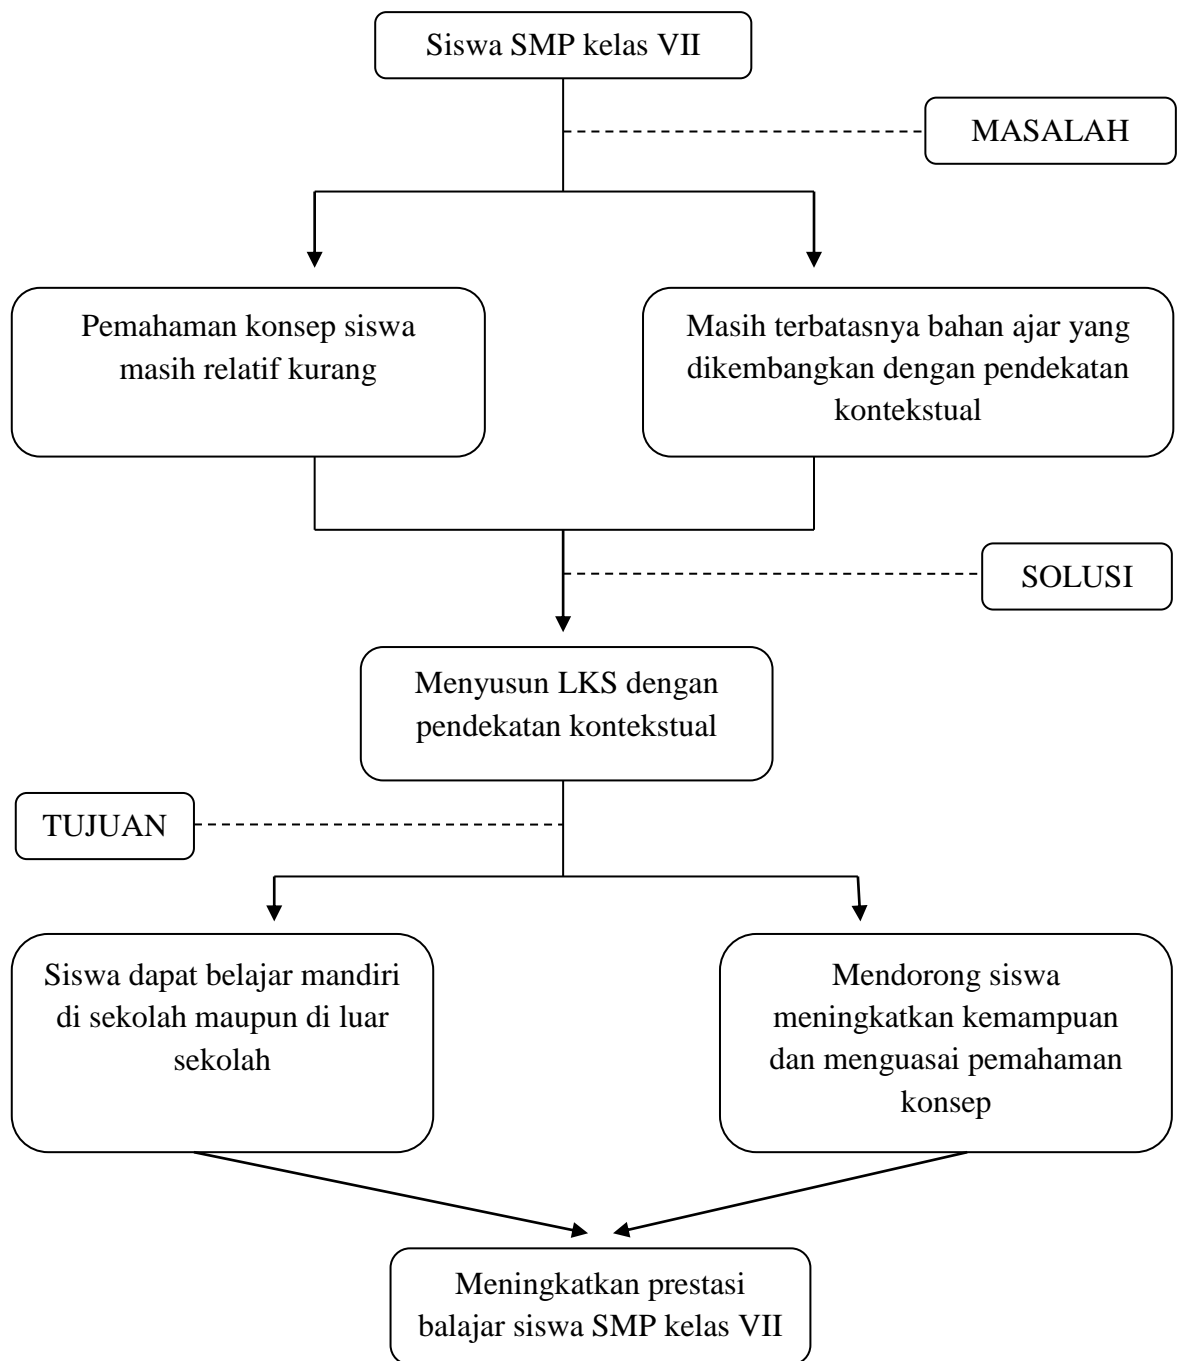 Siswa SMP kelas VII
MASALAH
Pemahaman konsep siswa
masih relatif kurang
Masih terbatasnya bahan ajar yang
dikembangkan dengan pendekatan
kontekstual
SOLUSI
Menyusun LKS dengan
pendekatan kontekstual
TUJUAN
Siswa dapat belajar mandiri
di sekolah maupun di luar
sekolah
Mendorong siswa
meningkatkan kemampuan
dan menguasai pemahaman
konsep
Meningkatkan prestasi
balajar siswa SMP kelas VII